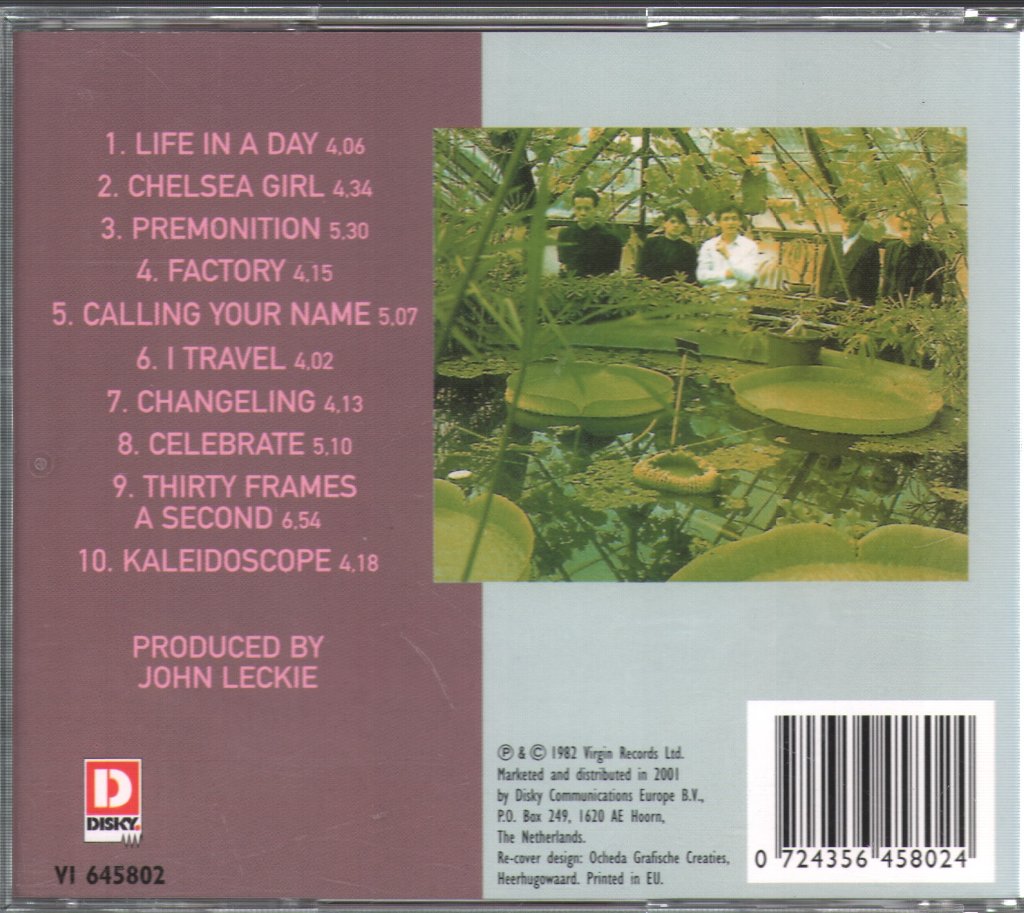 1. LIFE IN A DAY 4,06
2. CHELSEA GIRL 4,34
3. PREMONITION 5,30
4. FACTORY 4,15
5. CALLING YOUR NAME 5,07
6. I TRAVEL 4,02
7. CHANGELING 4,13
8. CELEBRATE 5,10
9. THIRTY FRAMES
A SECOND 6,54
10. KALEIDOSCOPE 4,18
PRODUCED BY
JOHN LECKIE
D
DISKY.
VI 645802
℗ & © 1982 Virgin Records Ltd.
Marketed and distributed in 2001
by Disky Communications Europe B.V.,
P.O. Box 249, 1620 AE Hoorn,
The Netherlands.
Re-cover design: Ocheda Grafische Creaties,
Heerhugowaard. Printed in EU.
0 724356 458024